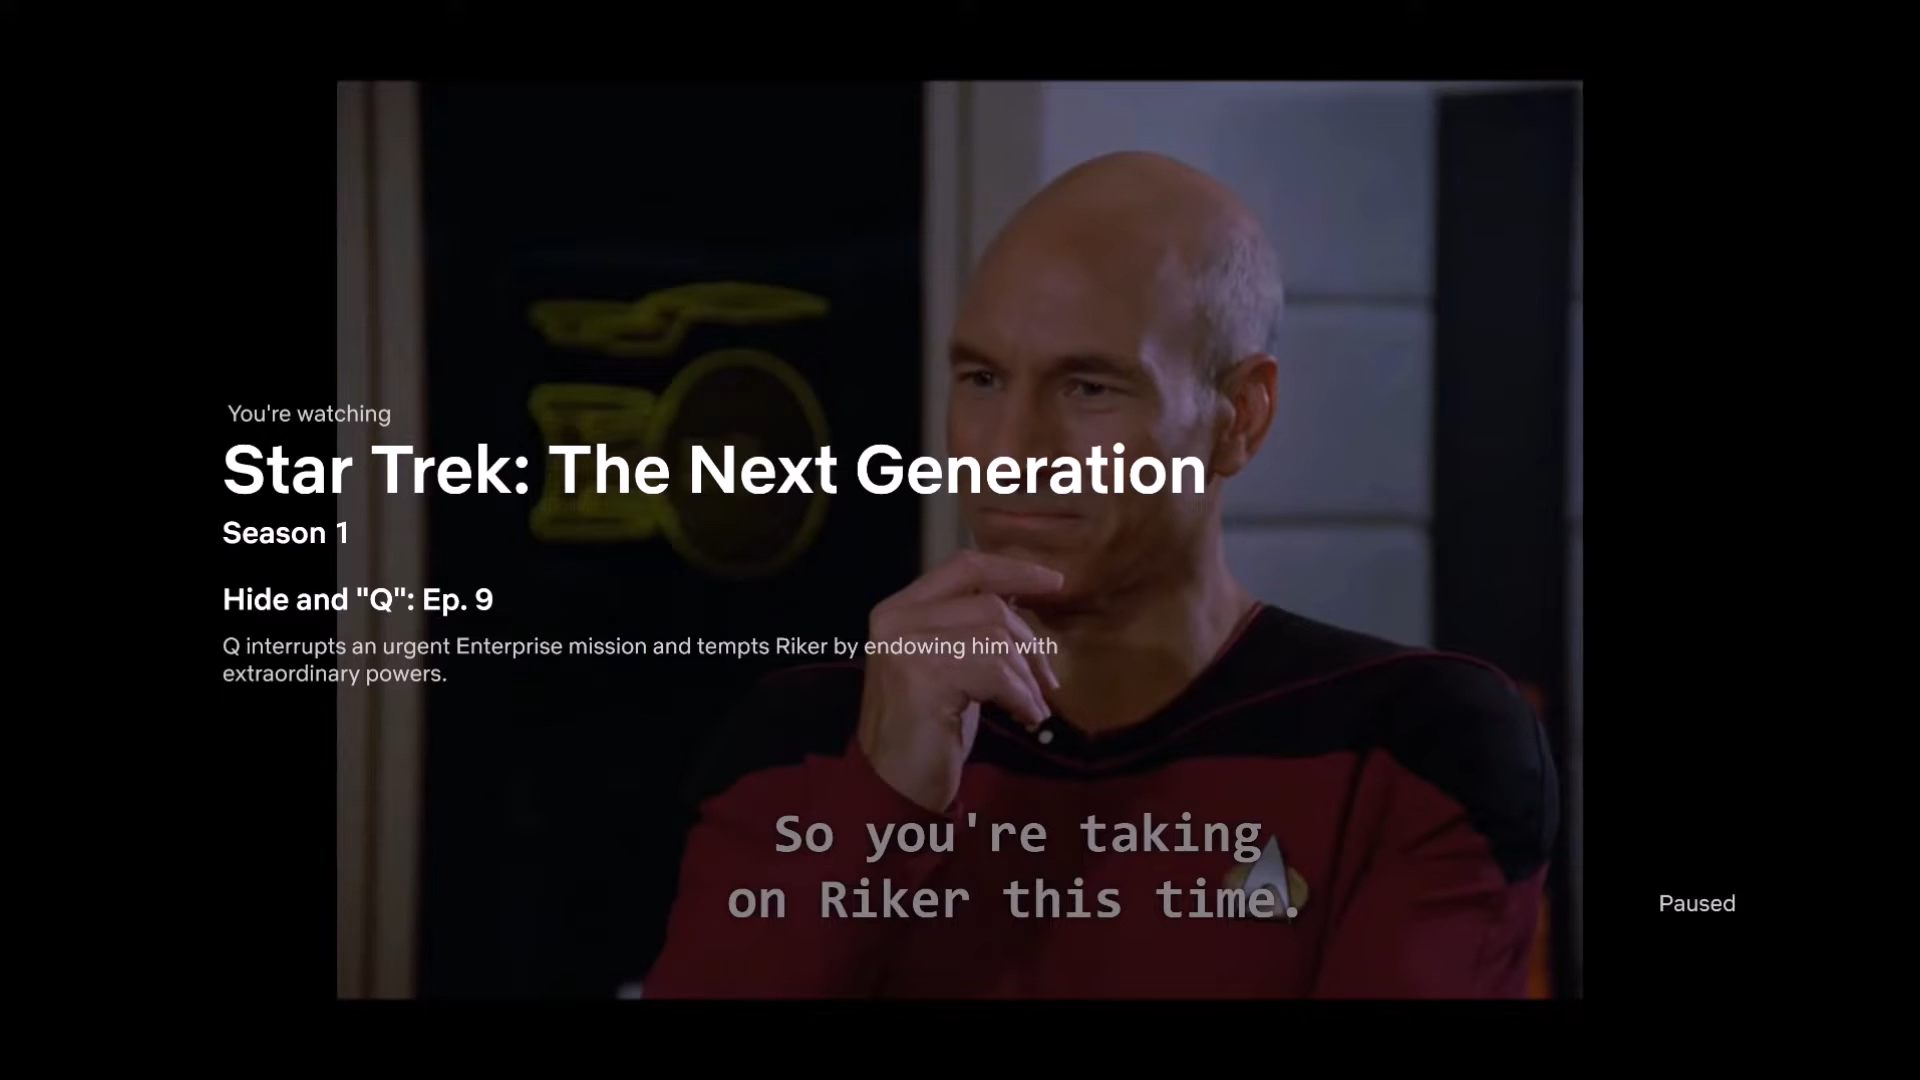 You're watching
Star Trek: The Next Generation
Season 1
Hide and "Q": Ep. 9
Q interrupts an urgent Enterprise mission and tempts Riker by endowing him with
extraordinary powers.
So you're taking
on Riker this time.
Paused